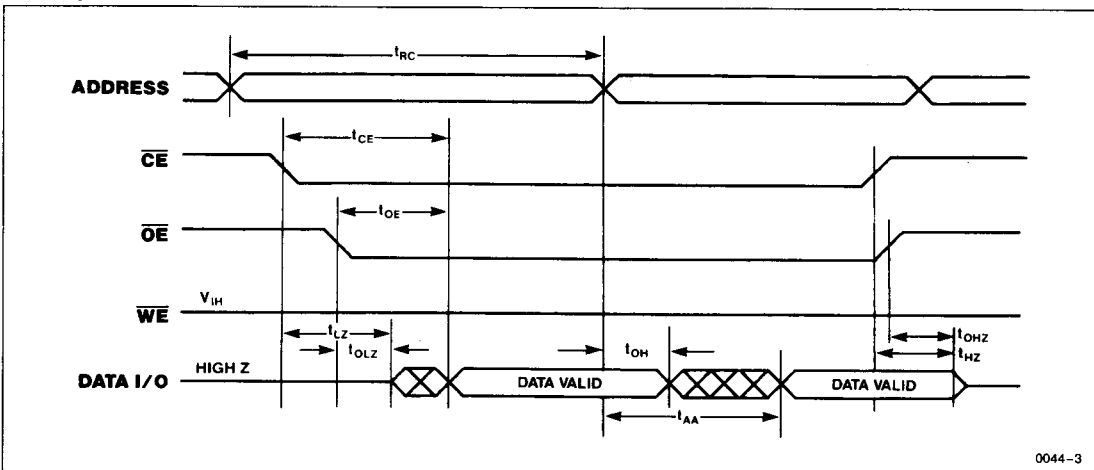 tRC
ADDRESS
tCE
CE
tOE
OE
VIH
WE
tLZ
tOLZ
tOH
tOHZ
tHZ
HIGH Z
DATA I/O
DATA VALID
DATA VALID
tAA
0044-3